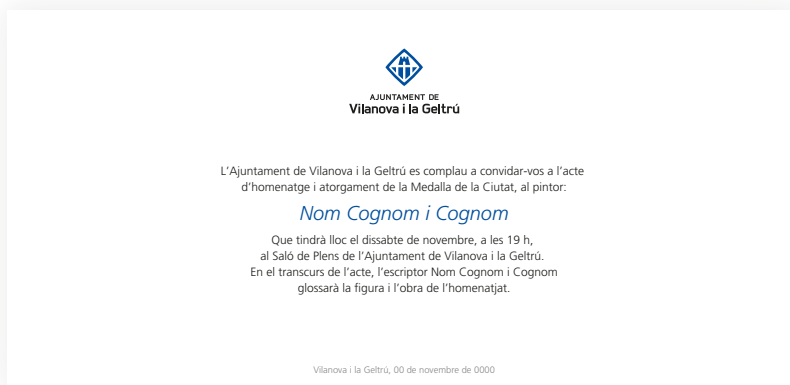 AJUNTAMENT DE
Vilanova i la Geltrú
L’Ajuntament de Vilanova i la Geltrú es complau a convidar-vos a l’acte
d’homenatge i atorgament de la Medalla de la Ciutat, al pintor:
Nom Cognom i Cognom
Que tindrà lloc el dissabte de novembre, a les 19 h,
al Saló de Plens de l’Ajuntament de Vilanova i la Geltrú.
En el transcurs de l’acte, l’escriptor Nom Cognom i Cognom
glossarà la figura i l’obra de l’homenatjat.
Vilanova i la Geltrú, 00 de novembre de 0000